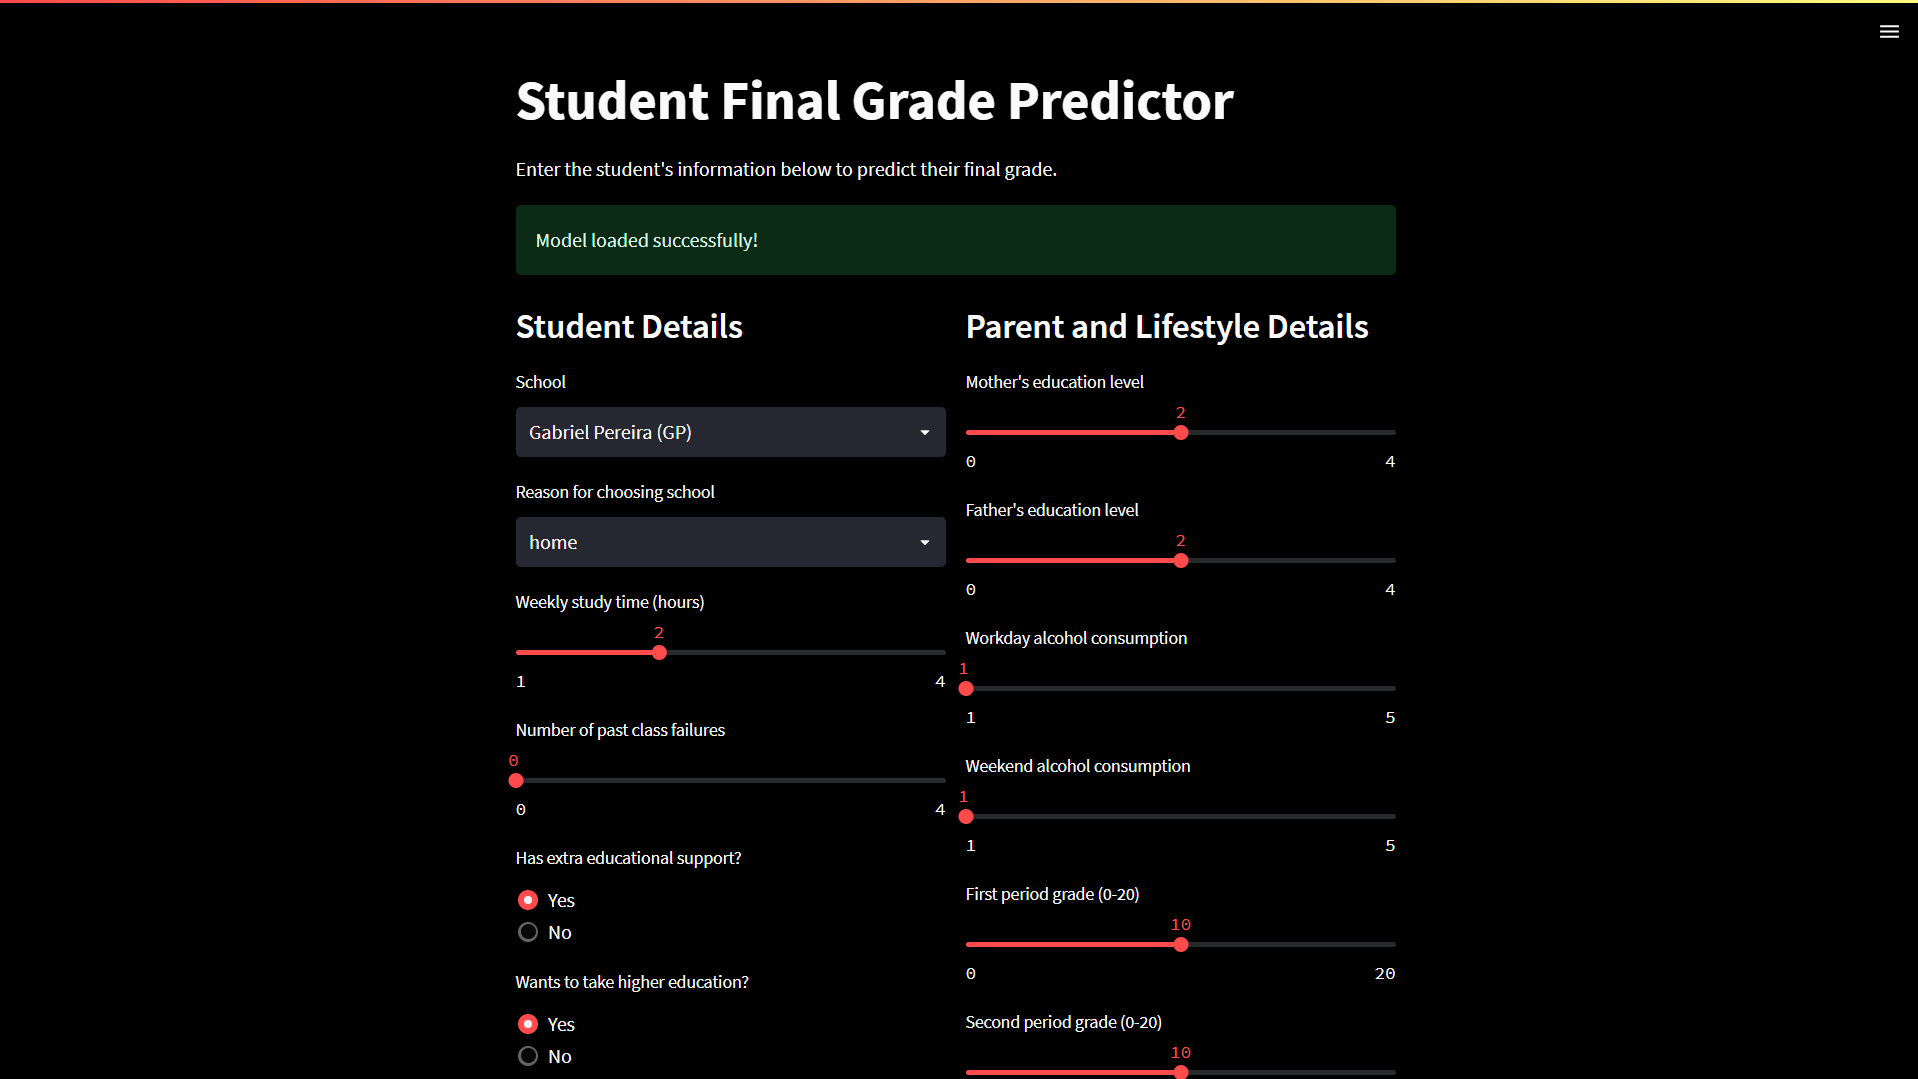 Student Final Grade Predictor
Enter the student's information below to predict their final grade.
Model loaded successfully!
Student Details
School
Gabriel Pereira (GP)
Reason for choosing school
home
Weekly study time (hours)
2
1 4
Number of past class failures
0
0 4
Has extra educational support?
Yes
No
Wants to take higher education?
Yes
No
Parent and Lifestyle Details
Mother's education level
2
0 4
Father's education level
2
0 4
Workday alcohol consumption
1
1 5
Weekend alcohol consumption
1
1 5
First period grade (0-20)
10
0 20
Second period grade (0-20)
10